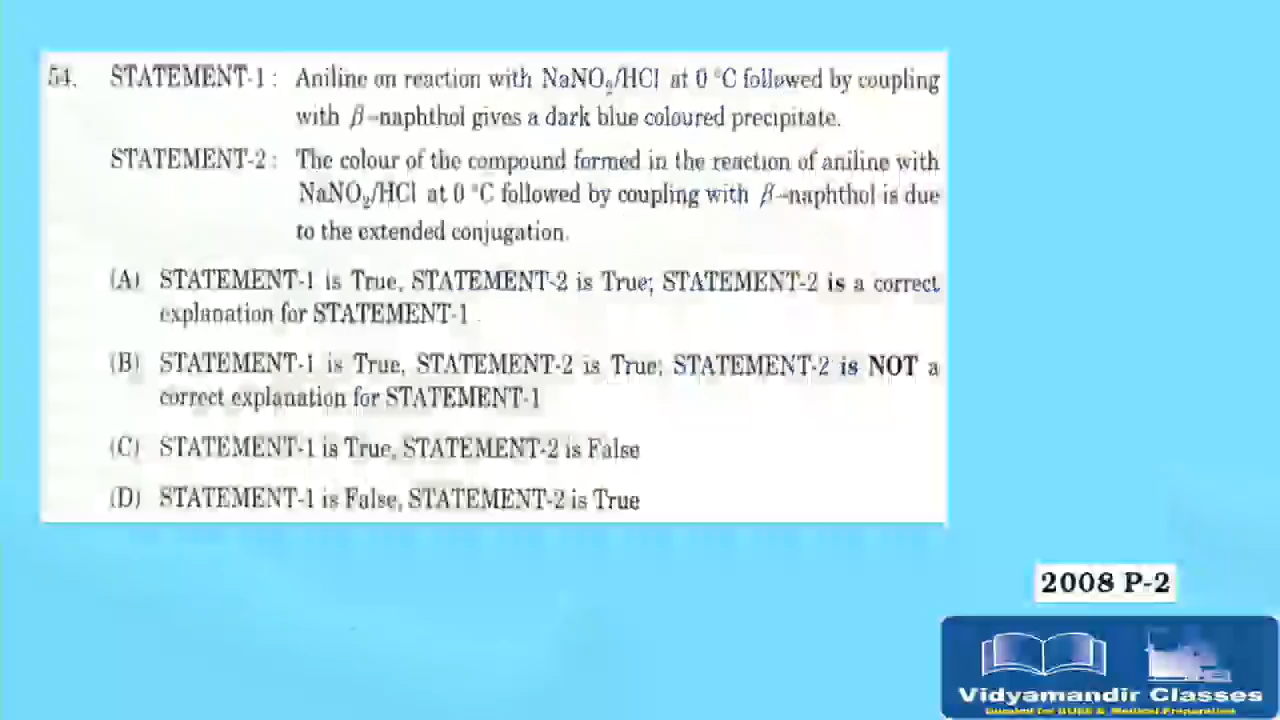 54. STATEMENT-1 : Aniline on reaction with NaNO₂/HCl at 0 °C followed by coupling
with β-naphthol gives a dark blue coloured precipitate.
STATEMENT-2 : The colour of the compound formed in the reaction of aniline with
NaNO₂/HCl at 0 °C followed by coupling with β-naphthol is due
to the extended conjugation.
(A) STATEMENT-1 is True, STATEMENT-2 is True; STATEMENT-2 is a correct
explanation for STATEMENT-1
(B) STATEMENT-1 is True, STATEMENT-2 is True; STATEMENT-2 is NOT a
correct explanation for STATEMENT-1
(C) STATEMENT-1 is True, STATEMENT-2 is False
(D) STATEMENT-1 is False, STATEMENT-2 is True
2008 P-2
Vidyamandir Classes